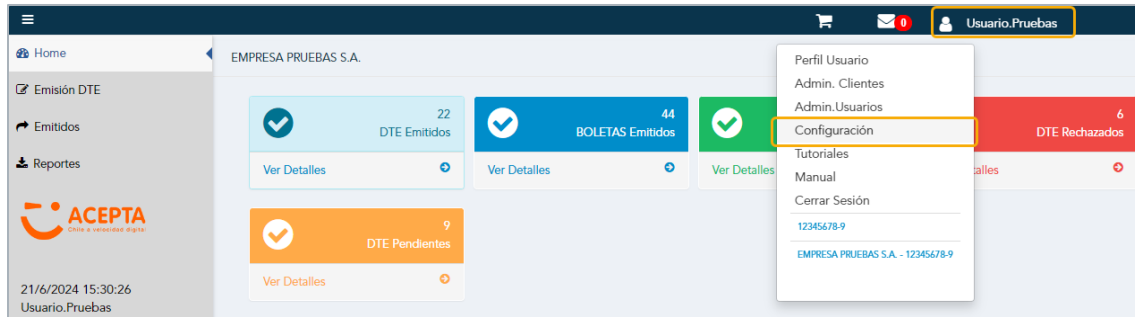 0
Usuario.Pruebas
Home
Emisión DTE
Emitidos
Reportes
ACEPTA
Chile a velocidad digital
21/6/2024 15:30:26
Usuario.Pruebas
EMPRESA PRUEBAS S.A.
22
DTE Emitidos
Ver Detalles
44
BOLETAS Emitidos
Ver Detalles
Ver Detalles
6
DTE Rechazados
alles
9
DTE Pendientes
Ver Detalles
Perfil Usuario
Admin. Clientes
Admin.Usuarios
Configuración
Tutoriales
Manual
Cerrar Sesión
12345678-9
EMPRESA PRUEBAS S.A. - 12345678-9